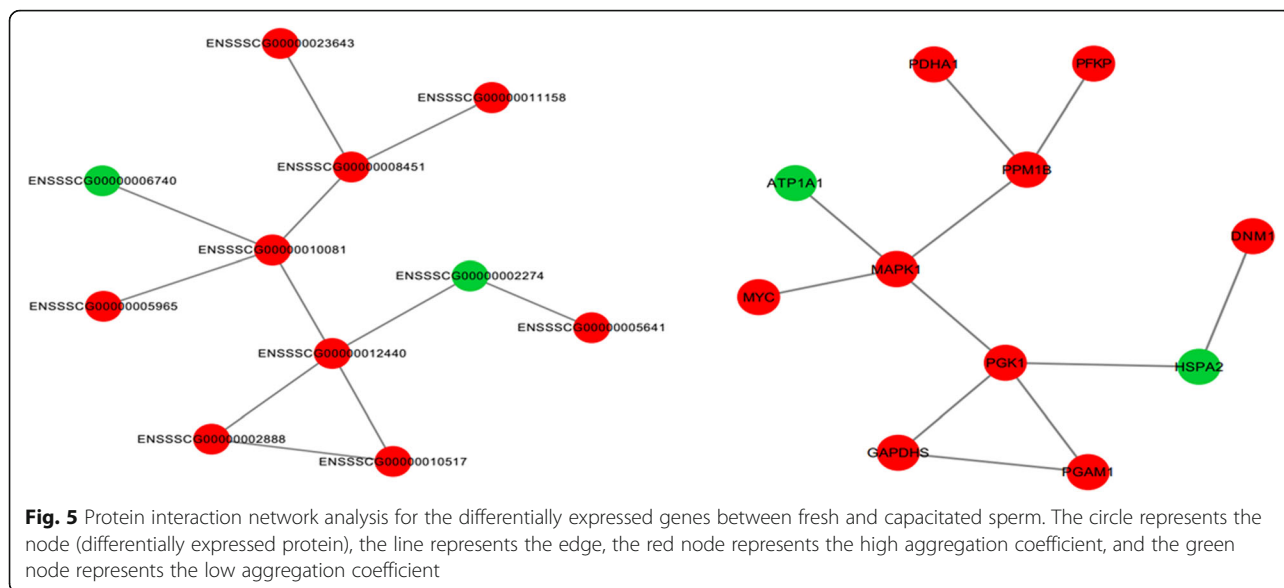 ENSSSCG00000023643
ENSSSCG00000011158
ENSSSCG00000008451
ENSSSCG00000006740
ENSSSCG00000010081
ENSSSCG00000002274
ENSSSCG00000005965
ENSSSCG00000005641
ENSSSCG00000012440
ENSSSCG00000002888
ENSSSCG00000010517
PDHA1
PFKP
PPM1B
ATP1A1
DNM1
MAPK1
MYC
PGK1
HSPA2
GAPDHS
PGAM1
Fig. 5 Protein interaction network analysis for the differentially expressed genes between fresh and capacitated sperm. The circle represents the
node (differentially expressed protein), the line represents the edge, the red node represents the high aggregation coefficient, and the green
node represents the low aggregation coefficient